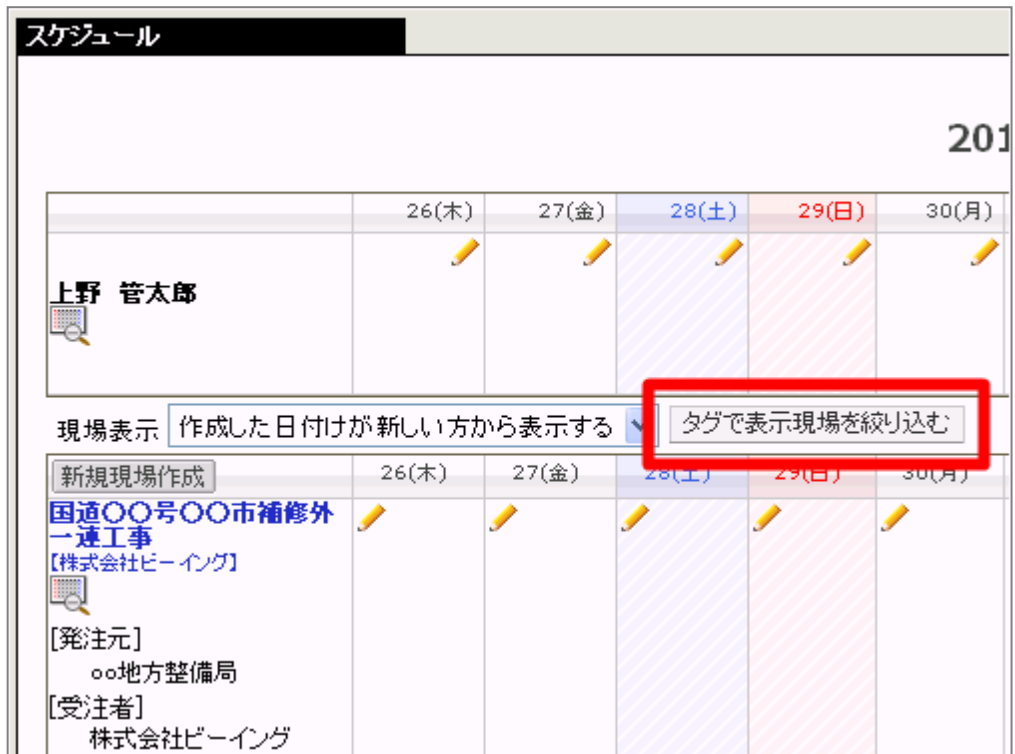 スケジュール
201
26(木) 27(金) 28(土) 29(日) 30(月)
上野 管太郎
現場表示 作成した日付けが新しい方から表示する タグで表示現場を絞り込む
新規現場作成 26(木) 27(金) 28(土) 29(日) 30(月)
国道〇〇号〇〇市補修外
一連工事
【株式会社ビーイング】
[発注元]
oo地方整備局
[受注者]
株式会社ビーイング